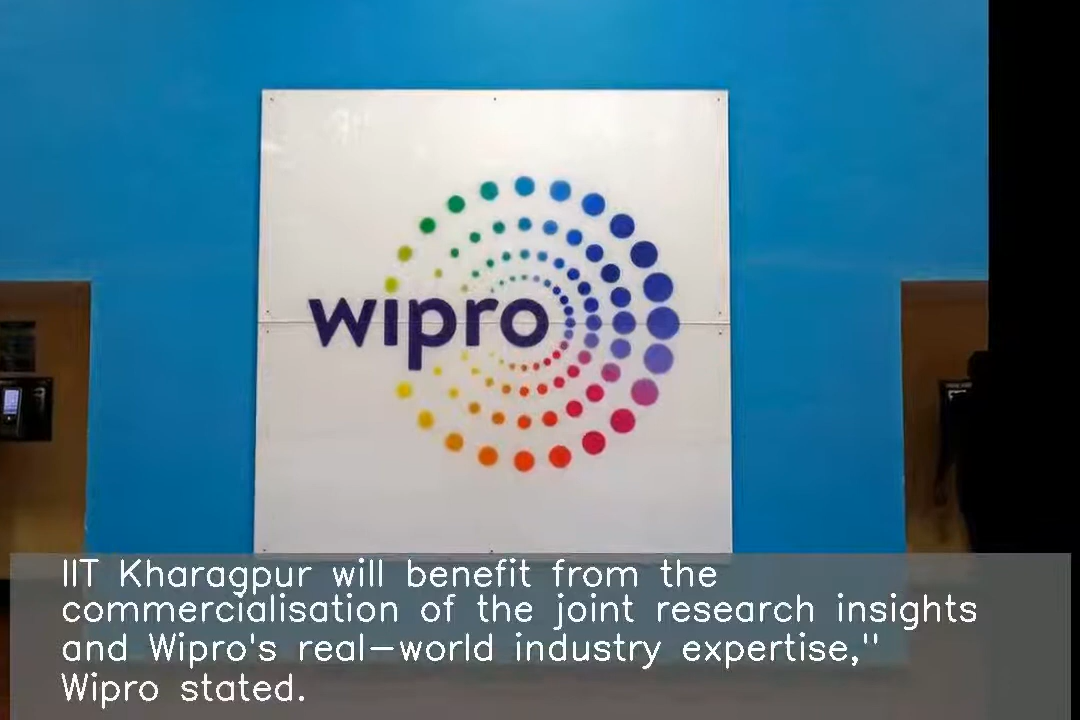 wipro
IIT Kharagpur will benefit from the
commercialisation of the joint research insights
and Wipro's real-world industry expertise,"
Wipro stated.